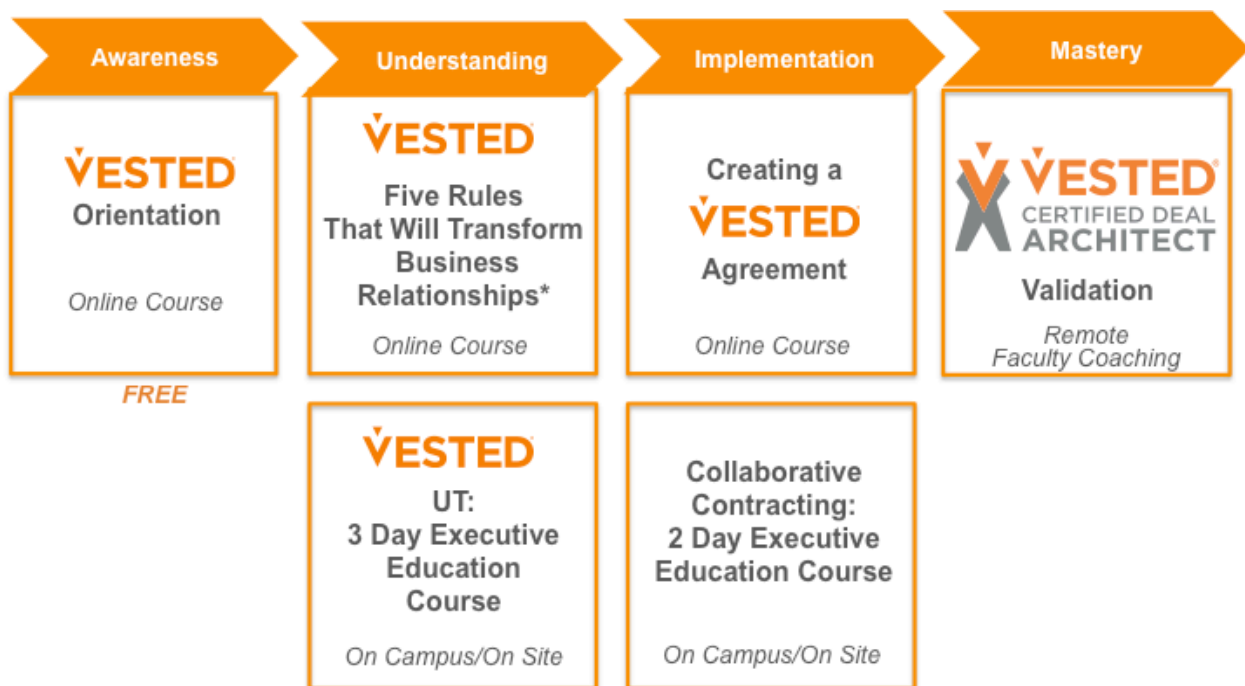 Awareness
Understanding
Implementation
Mastery
VESTED®
Orientation
Online Course
FREE
VESTED®
Five Rules
That Will Transform
Business
Relationships*
Online Course
Creating a
VESTED®
Agreement
Online Course
VESTED®
CERTIFIED DEAL
ARCHITECT
Validation
Remote
Faculty Coaching
VESTED®
UT:
3 Day Executive
Education
Course
On Campus/On Site
Collaborative
Contracting:
2 Day Executive
Education Course
On Campus/On Site